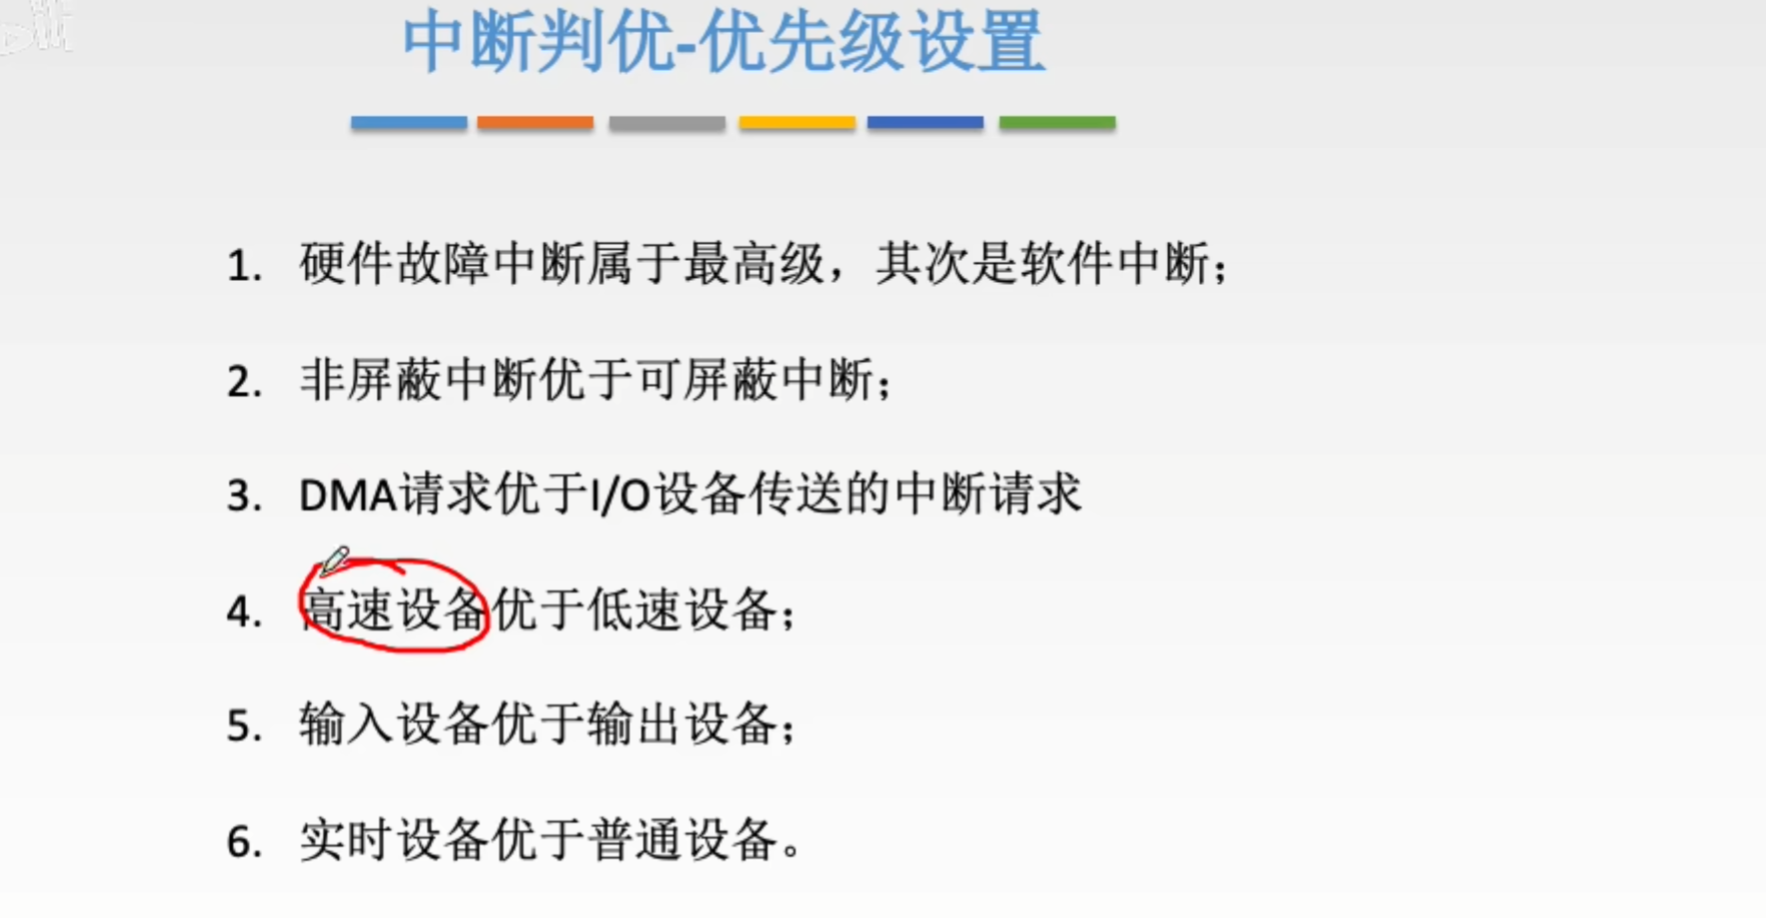 中断判优-优先级设置
1. 硬件故障中断属于最高级，其次是软件中断；
2. 非屏蔽中断优于可屏蔽中断；
3. DMA请求优于I/O设备传送的中断请求
4. 高速设备优于低速设备；
5. 输入设备优于输出设备；
6. 实时设备优于普通设备。